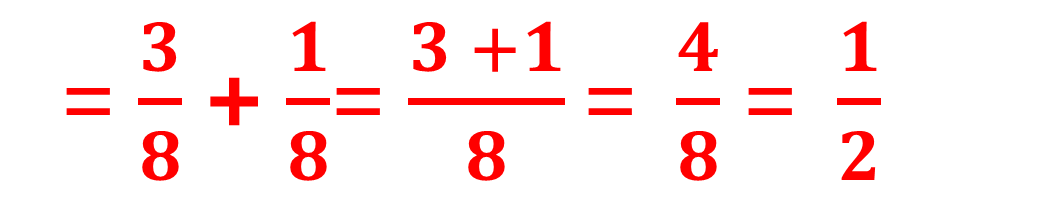 = 3/8 + 1/8 = 3 +1/8 = 4/8 = 1/2